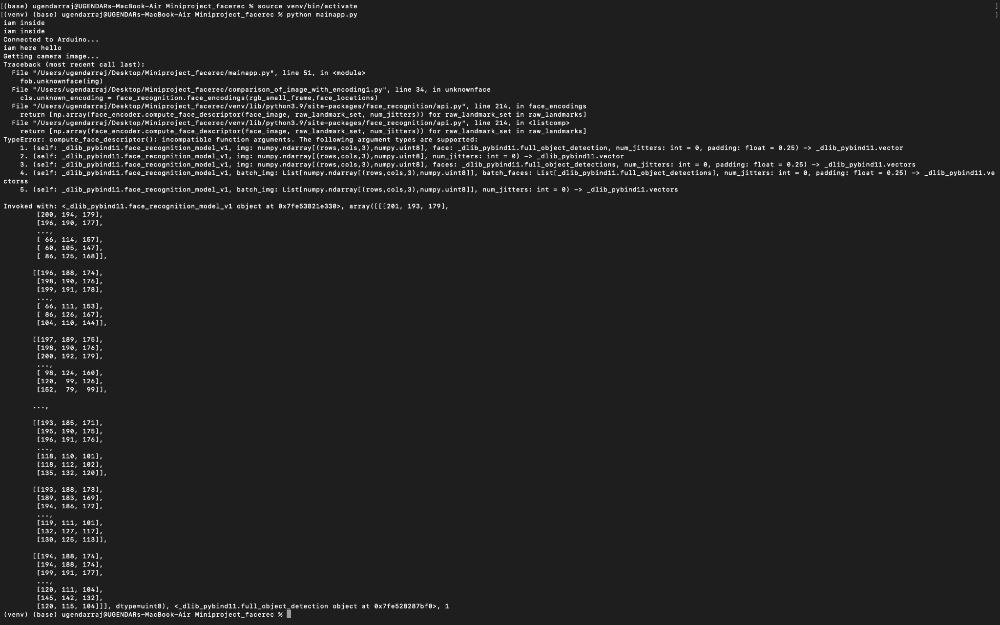 [(base) ugendarraj@UGENDARs-MacBook-Air Miniproject_facerec % source venv/bin/activate ]
[(venv) (base) ugendarraj@UGENDARs-MacBook-Air Miniproject_facerec % python mainapp.py ]
iam inside
iam inside
Connected to Arduino...
iam here hello
Getting camera image...
Traceback (most recent call last):
  File "/Users/ugendarraj/Desktop/Miniproject_facerec/mainapp.py", line 51, in <module>
    fob.unknownface(img)
  File "/Users/ugendarraj/Desktop/Miniproject_facerec/comparison_of_image_with_encoding1.py", line 34, in unknownface
    cls.unknown_encoding = face_recognition.face_encodings(rgb_small_frame,face_locations)
  File "/Users/ugendarraj/Desktop/Miniproject_facerec/venv/lib/python3.9/site-packages/face_recognition/api.py", line 214, in face_encodings
    return [np.array(face_encoder.compute_face_descriptor(face_image, raw_landmark_set, num_jitters)) for raw_landmark_set in raw_landmarks]
  File "/Users/ugendarraj/Desktop/Miniproject_facerec/venv/lib/python3.9/site-packages/face_recognition/api.py", line 214, in <listcomp>
    return [np.array(face_encoder.compute_face_descriptor(face_image, raw_landmark_set, num_jitters)) for raw_landmark_set in raw_landmarks]
TypeError: compute_face_descriptor(): incompatible function arguments. The following argument types are supported:
    1. (self: _dlib_pybind11.face_recognition_model_v1, img: numpy.ndarray[(rows,cols,3),numpy.uint8], face: _dlib_pybind11.full_object_detection, num_jitters: int = 0, padding: float = 0.25) -> _dlib_pybind11.vector
    2. (self: _dlib_pybind11.face_recognition_model_v1, img: numpy.ndarray[(rows,cols,3),numpy.uint8], num_jitters: int = 0) -> _dlib_pybind11.vector
    3. (self: _dlib_pybind11.face_recognition_model_v1, img: numpy.ndarray[(rows,cols,3),numpy.uint8], faces: _dlib_pybind11.full_object_detections, num_jitters: int = 0, padding: float = 0.25) -> _dlib_pybind11.vectors
    4. (self: _dlib_pybind11.face_recognition_model_v1, batch_img: List[numpy.ndarray[(rows,cols,3),numpy.uint8]], batch_faces: List[_dlib_pybind11.full_object_detections], num_jitters: int = 0, padding: float = 0.25) -> _dlib_pybind11.ve
ctorss
    5. (self: _dlib_pybind11.face_recognition_model_v1, batch_img: List[numpy.ndarray[(rows,cols,3),numpy.uint8]], num_jitters: int = 0) -> _dlib_pybind11.vectors

Invoked with: <_dlib_pybind11.face_recognition_model_v1 object at 0x7fe53821e330>, array([[[201, 193, 179],
        [200, 194, 179],
        [196, 190, 177],
        ...,
        [ 66, 114, 157],
        [ 60, 105, 147],
        [ 86, 125, 168]],

       [[196, 188, 174],
        [198, 190, 176],
        [199, 191, 178],
        ...,
        [ 66, 111, 153],
        [ 86, 126, 167],
        [104, 110, 144]],

       [[197, 189, 175],
        [198, 190, 176],
        [200, 192, 179],
        ...,
        [ 98, 124, 160],
        [120,  99, 126],
        [152,  79,  99]],

       ...,

       [[193, 185, 171],
        [195, 190, 175],
        [196, 191, 176],
        ...,
        [118, 110, 101],
        [118, 112, 102],
        [135, 132, 120]],

       [[193, 188, 173],
        [189, 183, 169],
        [194, 186, 172],
        ...,
        [119, 111, 101],
        [132, 127, 117],
        [130, 125, 113]],

       [[194, 188, 174],
        [194, 188, 174],
        [199, 191, 177],
        ...,
        [120, 111, 104],
        [145, 142, 132],
        [120, 115, 104]]], dtype=uint8), <_dlib_pybind11.full_object_detection object at 0x7fe528287bf0>, 1
(venv) (base) ugendarraj@UGENDARs-MacBook-Air Miniproject_facerec %